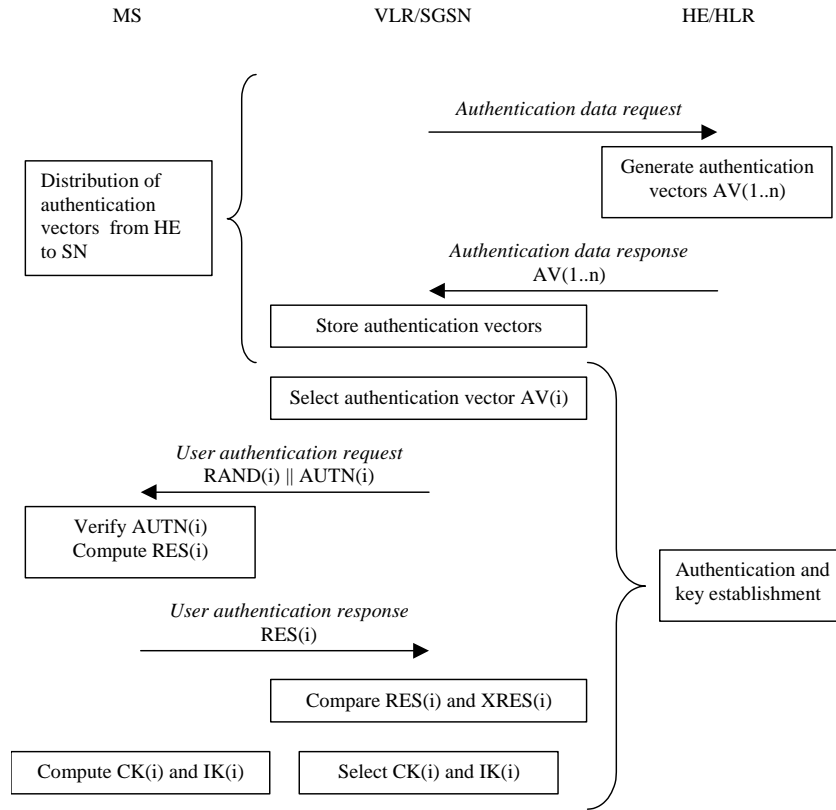 MS
VLR/SGSN
HE/HLR
Authentication data request
Distribution of
authentication
vectors from HE
to SN
Generate authentication
vectors AV(1..n)
Authentication data response
AV(1..n)
Store authentication vectors
Select authentication vector AV(i)
User authentication request
RAND(i) || AUTN(i)
Verify AUTN(i)
Compute RES(i)
Authentication and
key establishment
User authentication response
RES(i)
Compare RES(i) and XRES(i)
Compute CK(i) and IK(i)
Select CK(i) and IK(i)